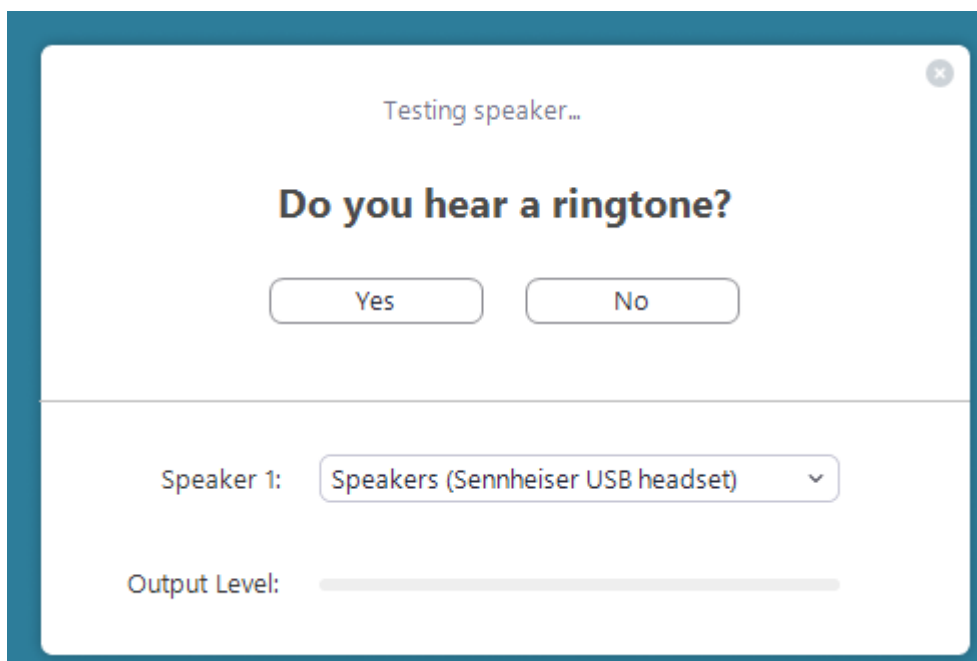 Testing speaker...
Do you hear a ringtone?
Yes No
Speaker 1: Speakers (Sennheiser USB headset)
Output Level: